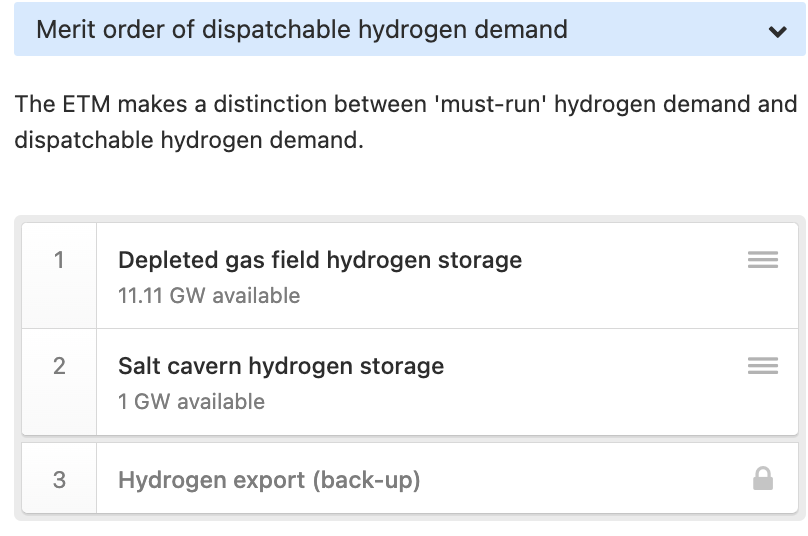 Merit order of dispatchable hydrogen demand
The ETM makes a distinction between 'must-run' hydrogen demand and
dispatchable hydrogen demand.
1
Depleted gas field hydrogen storage
11.11 GW available
2
Salt cavern hydrogen storage
1 GW available
3
Hydrogen export (back-up)